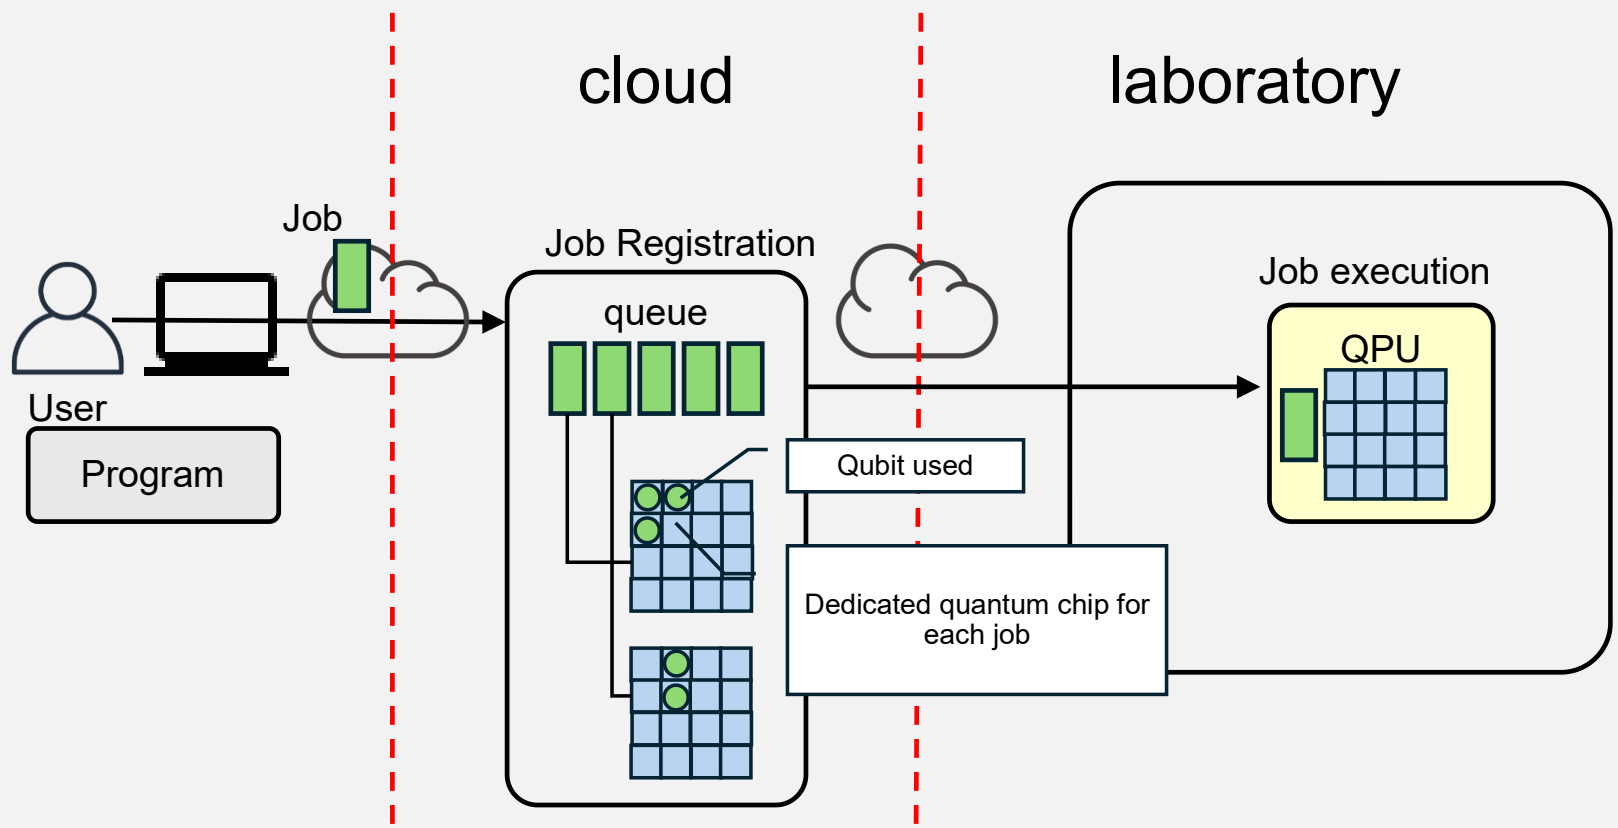 cloud
laboratory
Job
Job Registration
Job execution
queue
QPU
User
Program
Qubit used
Dedicated quantum chip for
each job